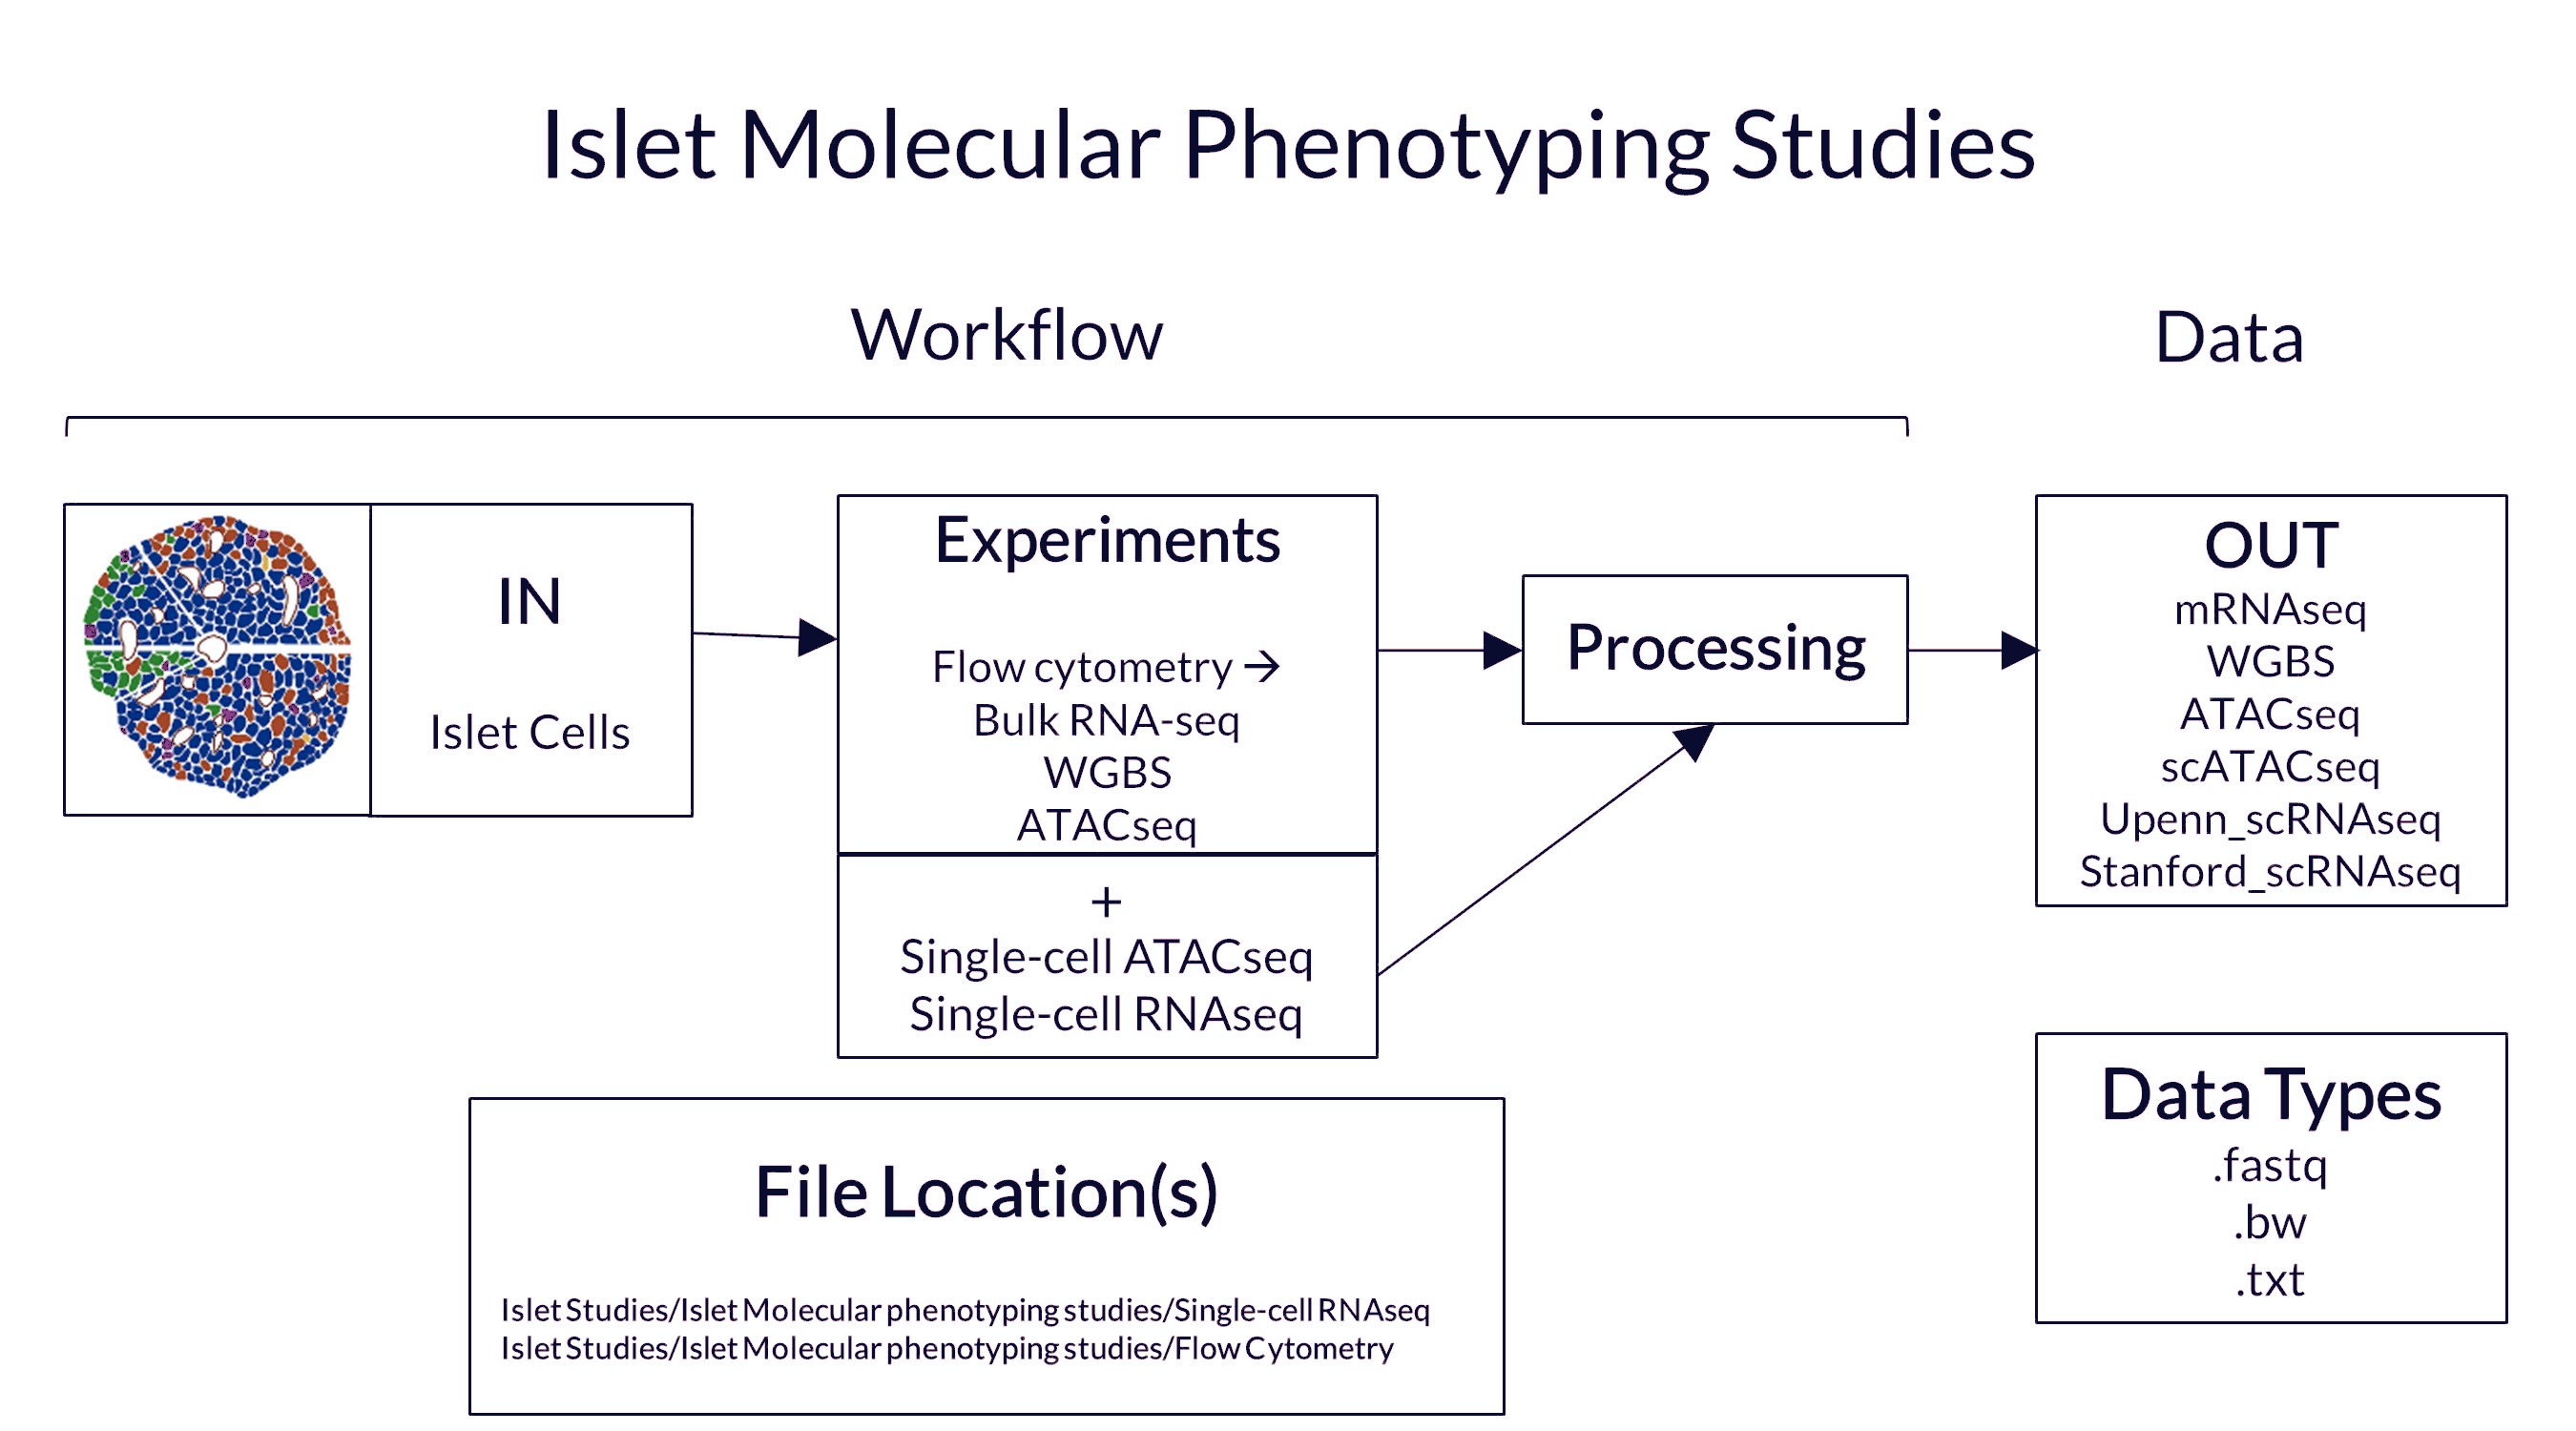 Islet Molecular Phenotyping Studies
Workflow
Data
IN
Islet Cells
Experiments
Flow cytometry →
Bulk RNA-seq
WGBS
ATACseq
+
Single-cell ATACseq
Single-cell RNAseq
Processing
OUT
mRNAseq
WGBS
ATACseq
scATACseq
Upenn_scRNAseq
Stanford_scRNAseq
File Location(s)
Islet Studies/Islet Molecular phenotyping studies/Single-cell RNAseq
Islet Studies/Islet Molecular phenotyping studies/Flow Cytometry
Data Types
.fastq
.bw
.txt